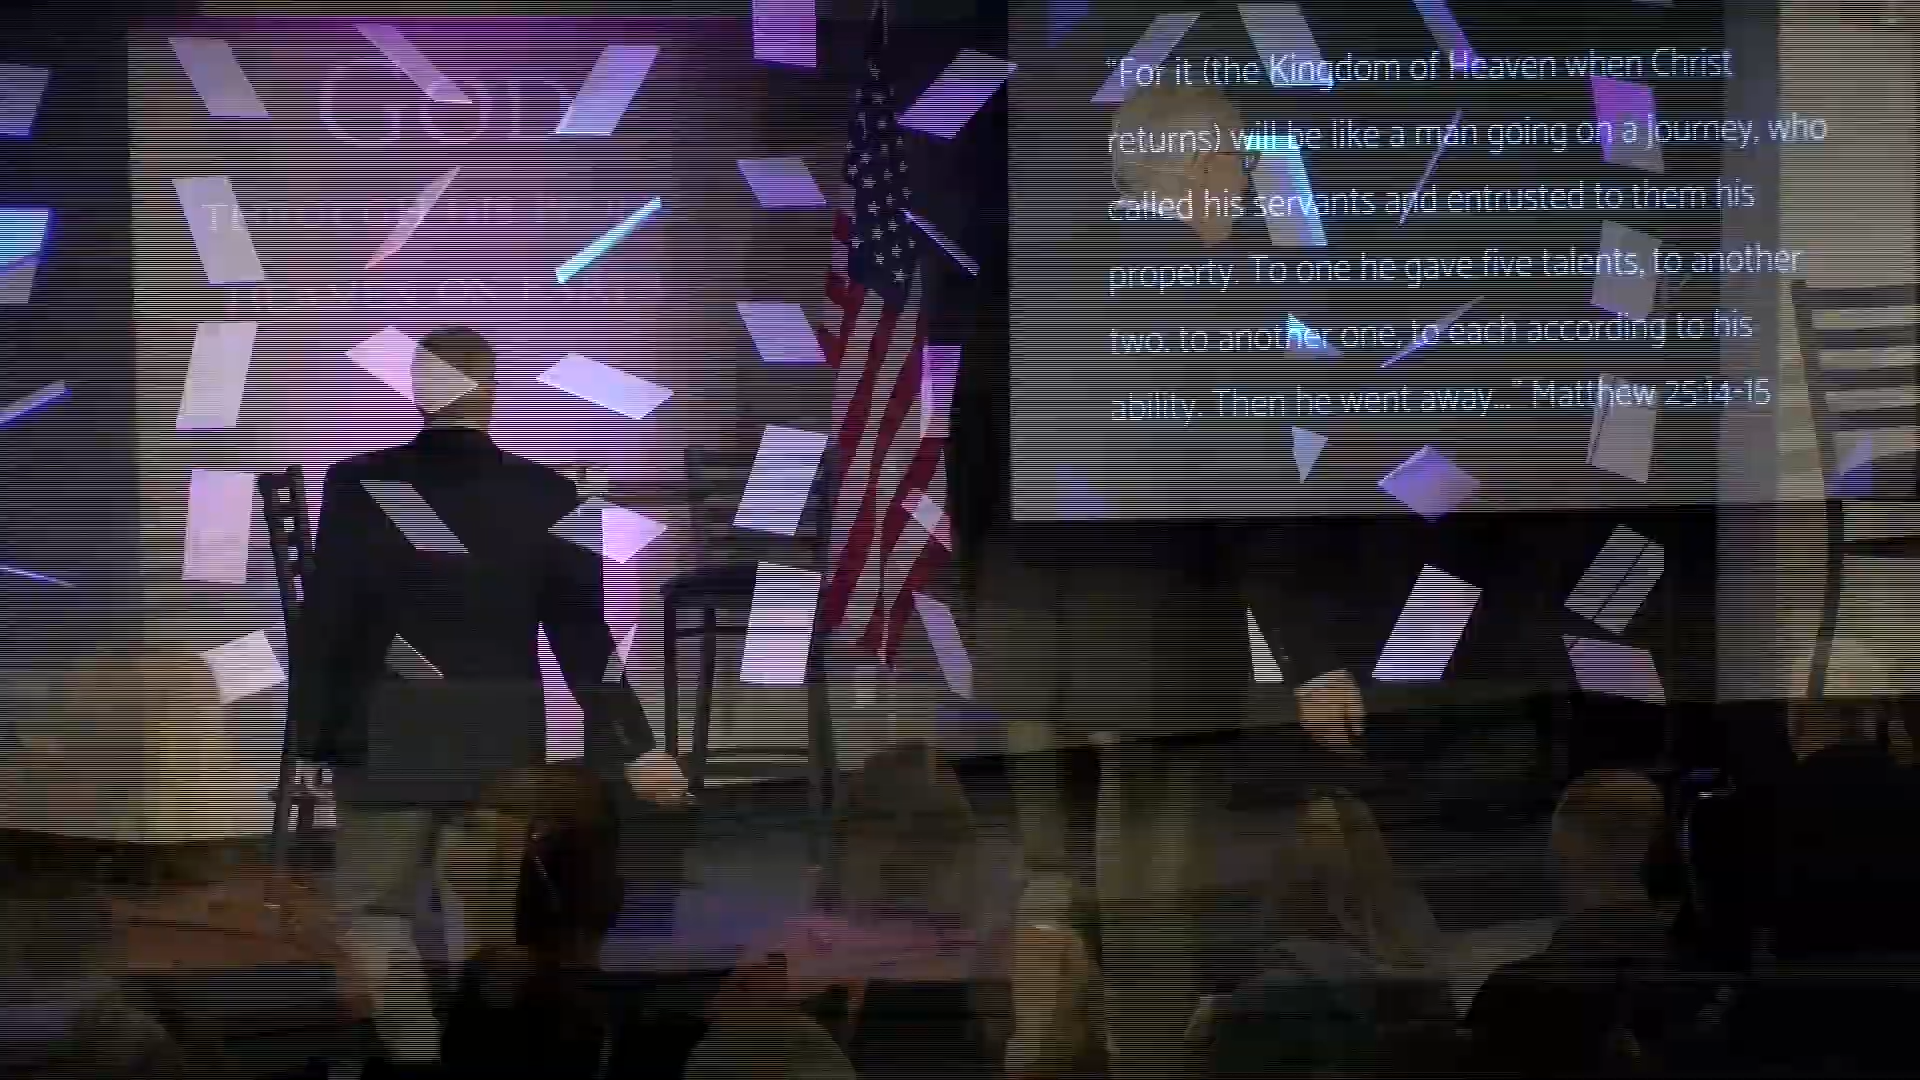 GOD
"For it (the Kingdom of Heaven when Christ
returns) will be like a man going on a journey, who
called his servants and entrusted to them his
property. To one he gave five talents, to another
two, to another one, to each according to his
ability. Then he went away..." Matthew 25:14-15